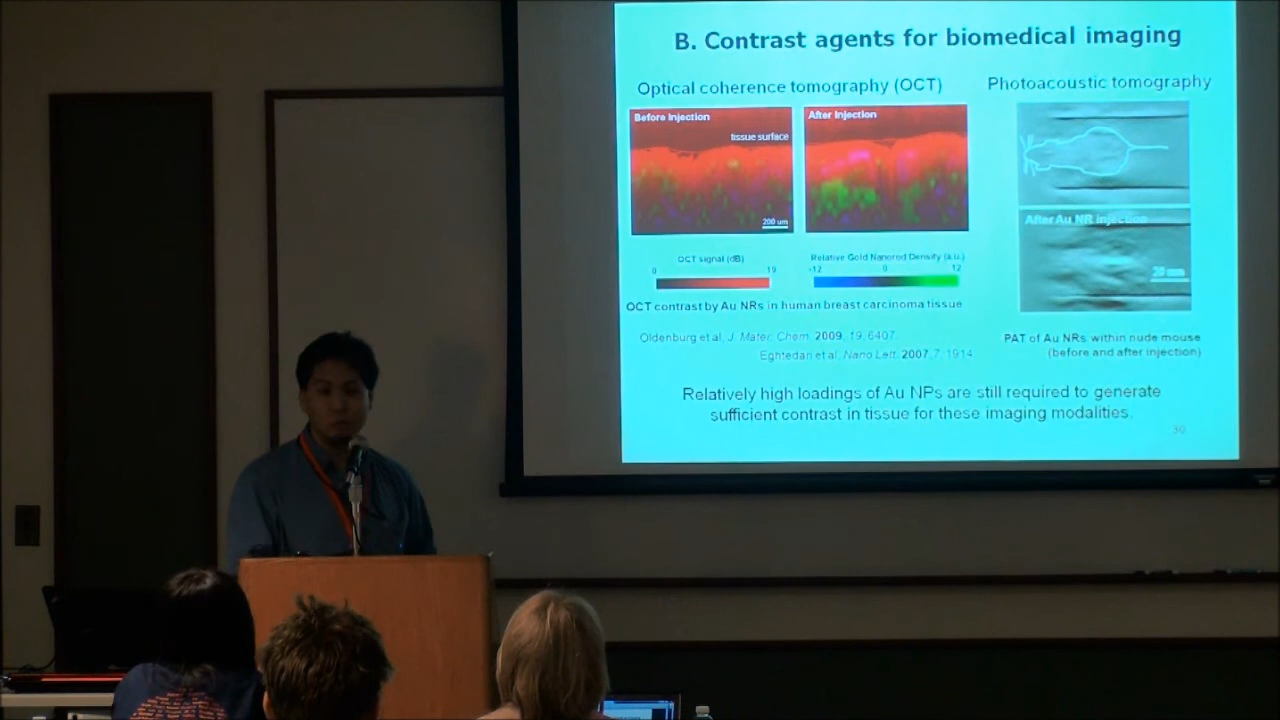 B. Contrast agents for biomedical imaging
Optical coherence tomography (OCT)
Before Injection
tissue surface
200 um
After Injection
OCT signal (dB)
0 19
Relative Gold Nanorod Density (a.u.)
-12 0 12
OCT contrast by Au NRs in human breast carcinoma tissue
Oldenburg et al, J. Mater. Chem. 2009, 19, 6407.
Eghtedari et al, Nano Lett. 2007, 7, 1914
Photoacoustic tomography
After Au NR injection
20 mm
PAT of Au NRs within nude mouse
(before and after injection)
Relatively high loadings of Au NPs are still required to generate
sufficient contrast in tissue for these imaging modalities.
30